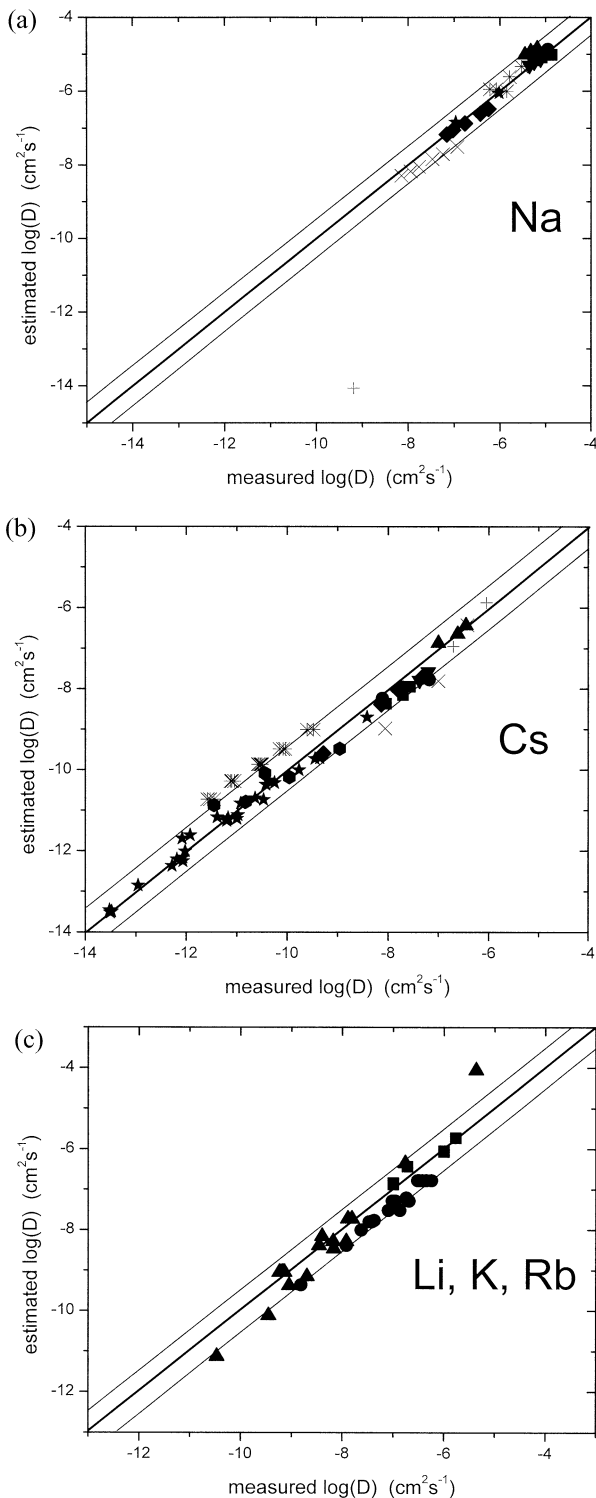 (a)
-4
-6
-8
-10
-12
-14
estimated log(D) (cm²s⁻¹)
Na
-14 -12 -10 -8 -6 -4
measured log(D) (cm²s⁻¹)
(b)
-4
-6
-8
-10
-12
-14
estimated log(D) (cm²s⁻¹)
Cs
-14 -12 -10 -8 -6 -4
measured log(D) (cm²s⁻¹)
(c)
-4
-6
-8
-10
-12
estimated log(D) (cm²s⁻¹)
Li, K, Rb
-12 -10 -8 -6 -4
measured log(D) (cm²s⁻¹)